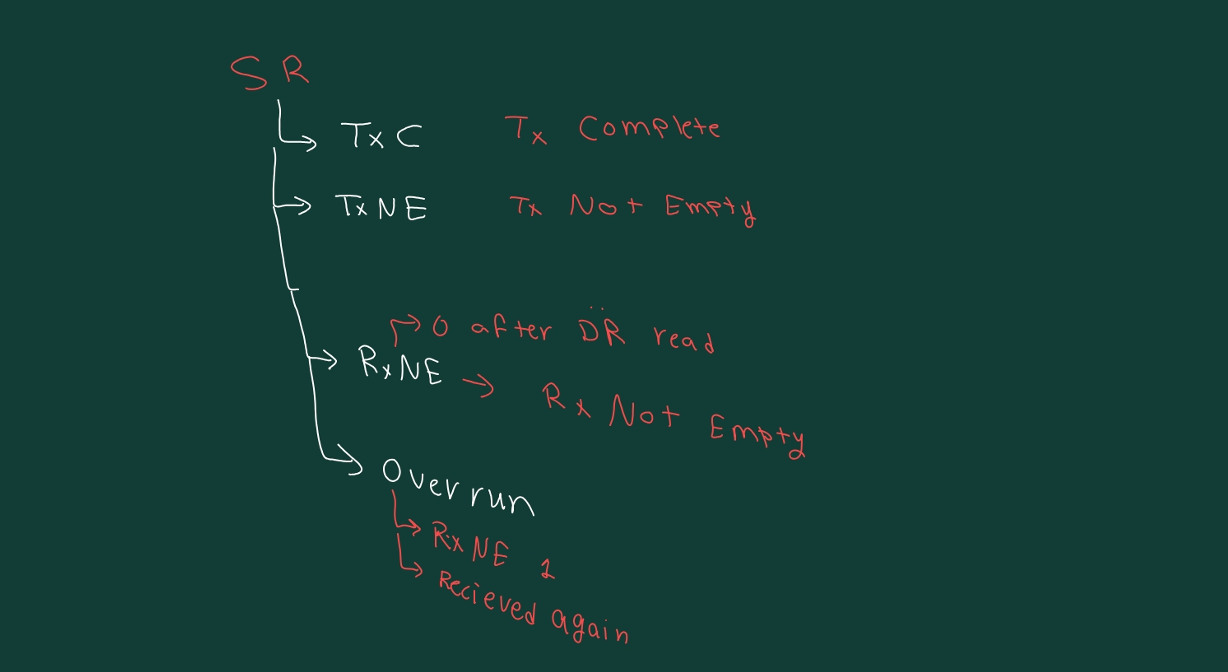 SR
TxC Tx Complete
TxNE Tx Not Empty
0 after DR read
RxNE → Rx Not Empty
Overrun
RxNE 1
Recieved again